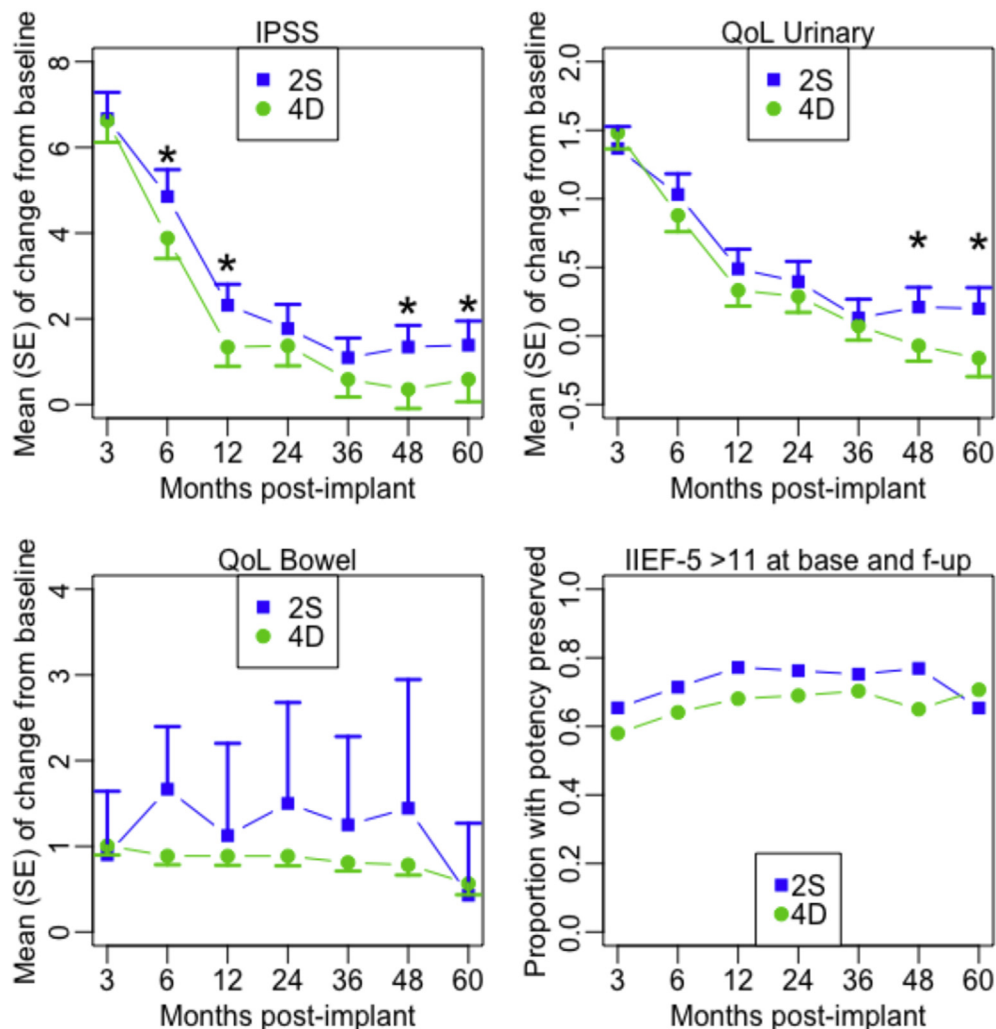 IPSS
Mean (SE) of change from baseline
8
6
4
2
0
2S
4D
*
*
*
*
3 6 12 24 36 48 60
Months post-implant
QoL Urinary
Mean (SE) of change from baseline
2.0
1.5
1.0
0.5
0.0
-0.5
2S
4D
*
*
3 6 12 24 36 48 60
Months post-implant
QoL Bowel
Mean (SE) of change from baseline
4
3
2
1
0
2S
4D
3 6 12 24 36 48 60
Months post-implant
IIEF-5 >11 at base and f-up
Proportion with potency preserved
1.0
0.8
0.6
0.4
0.2
0.0
2S
4D
3 6 12 24 36 48 60
Months post-implant